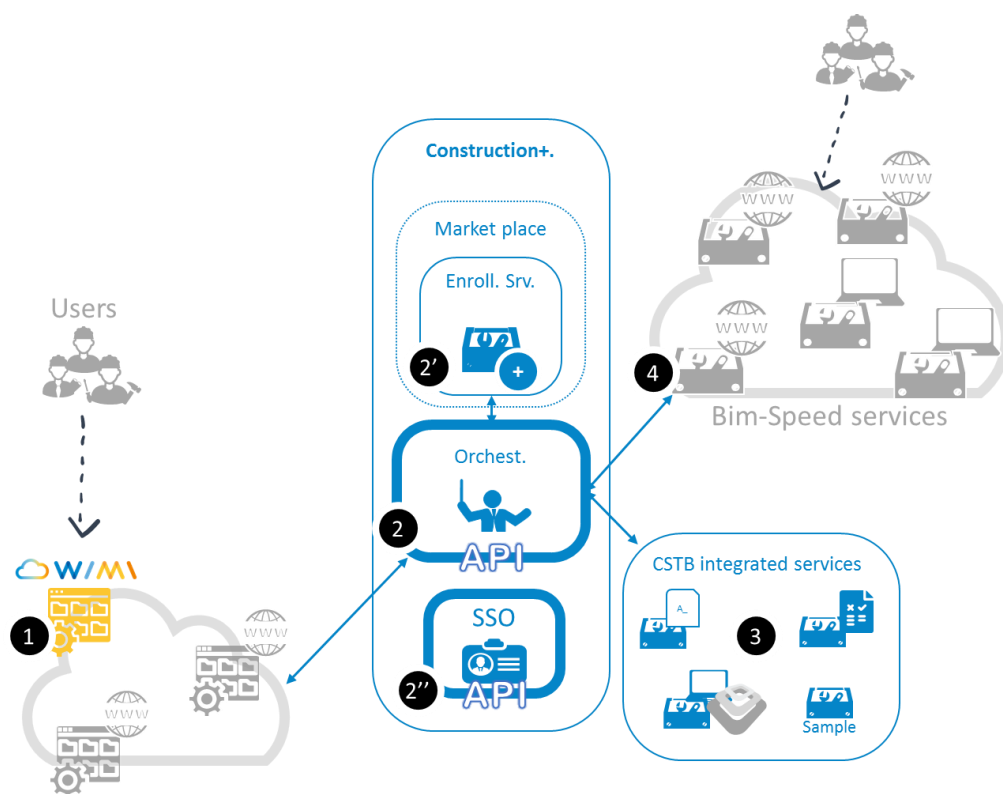 Construction+.
Market place
Enroll. Srv.
2'
+
Orchest.
2
API
SSO
2''
API
Users
WIMI
1
WWW
WWW
WWW
WWW
WWW
4
Bim-Speed services
CSTB integrated services
A_
3
Sample